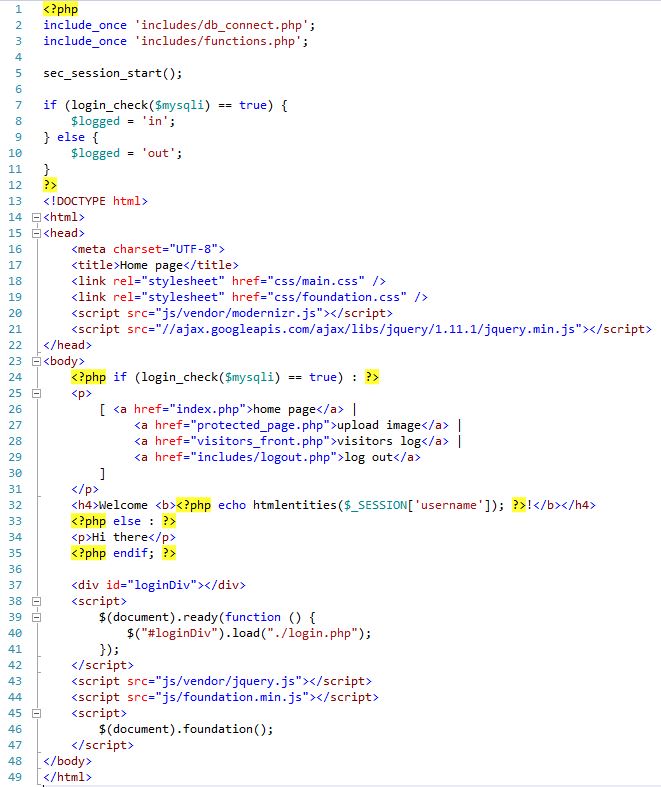 1 <?php
2 include_once 'includes/db_connect.php';
3 include_once 'includes/functions.php';
4
5 sec_session_start();
6
7 if (login_check($mysqli) == true) {
8     $logged = 'in';
9 } else {
10     $logged = 'out';
11 }
12 ?>
13 <!DOCTYPE html>
14 <html>
15 <head>
16     <meta charset="UTF-8">
17     <title>Home page</title>
18     <link rel="stylesheet" href="css/main.css" />
19     <link rel="stylesheet" href="css/foundation.css" />
20     <script src="js/vendor/modernizr.js"></script>
21     <script src="//ajax.googleapis.com/ajax/libs/jquery/1.11.1/jquery.min.js"></script>
22 </head>
23 <body>
24     <?php if (login_check($mysqli) == true) : ?>
25     <p>
26         [ <a href="index.php">home page</a> |
27              <a href="protected_page.php">upload image</a> |
28              <a href="visitors_front.php">visitors log</a> |
29              <a href="includes/logout.php">log out</a>
30         ]
31     </p>
32     <h4>Welcome <b><?php echo htmlentities($_SESSION['username']); ?>!</b></h4>
33     <?php else : ?>
34     <p>Hi there</p>
35     <?php endif; ?>
36
37     <div id="loginDiv"></div>
38     <script>
39         $(document).ready(function () {
40             $("#loginDiv").load("./login.php");
41         });
42     </script>
43     <script src="js/vendor/jquery.js"></script>
44     <script src="js/foundation.min.js"></script>
45     <script>
46         $(document).foundation();
47     </script>
48 </body>
49 </html>